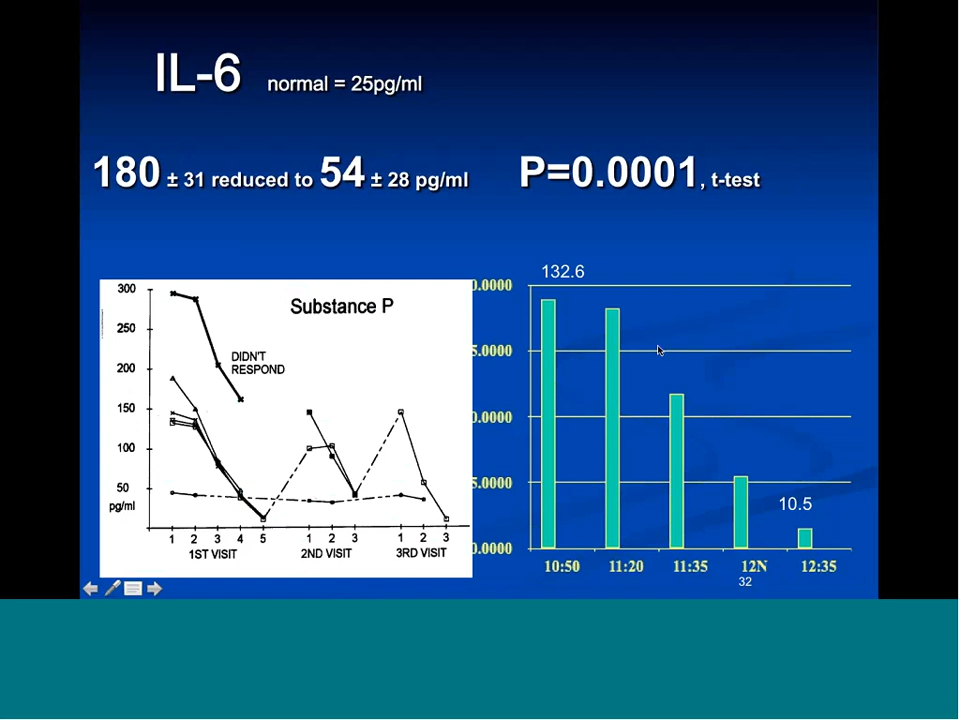 IL-6 normal = 25pg/ml
180 ± 31 reduced to 54 ± 28 pg/ml P=0.0001, t-test
Substance P
300
250
200
150
100
50
pg/ml
DIDN'T
RESPOND
1 2 3 4 5 1 2 3 1 2 3
1ST VISIT 2ND VISIT 3RD VISIT
132.6
0.0000
5.0000
0.0000
5.0000
0.0000
10.5
10:50 11:20 11:35 12N 12:35
32